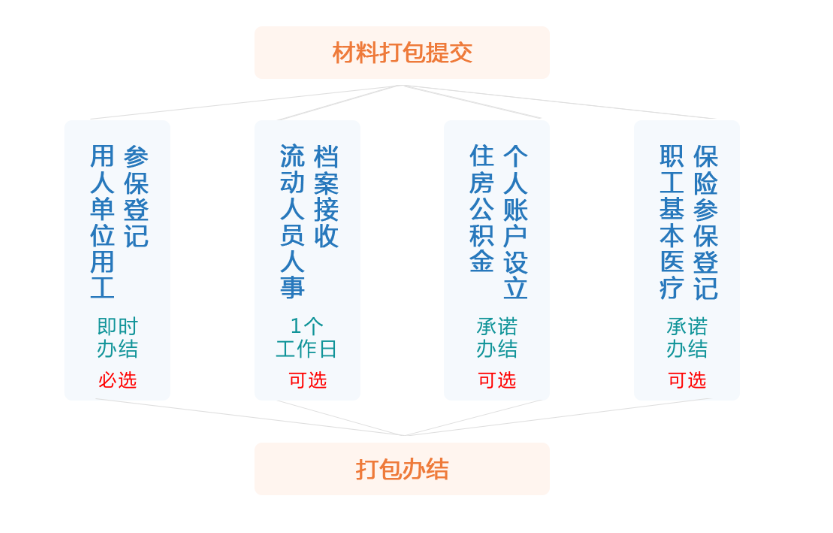 材料打包提交
用人单位用工
参保登记
即时
办结
必选
流动人员人事
档案接收
1个
工作日
可选
住房公积金
个人账户设立
承诺
办结
可选
职工基本医疗
保险参保登记
承诺
办结
可选
打包办结